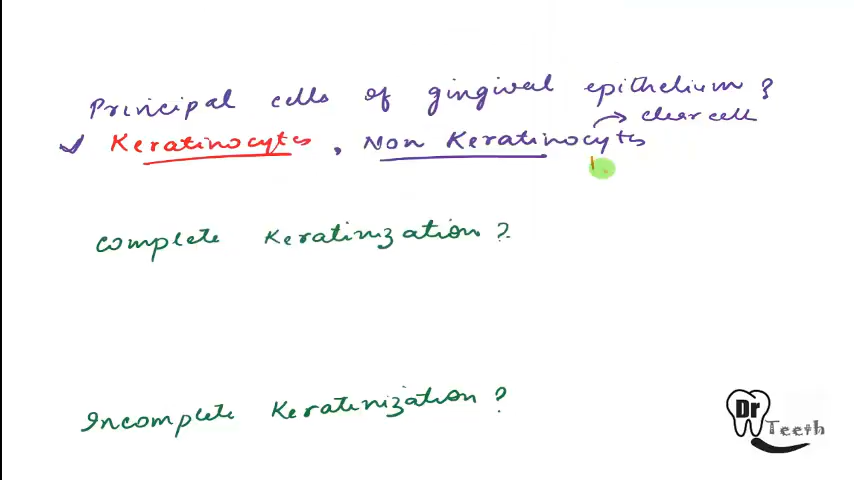 Principal cells of gingival epithelium ?
→ clear cell
✓ Keratinocytes , Non Keratinocytes
Complete Keratinization ?
Incomplete Keratinization ?
Dr
Teeth